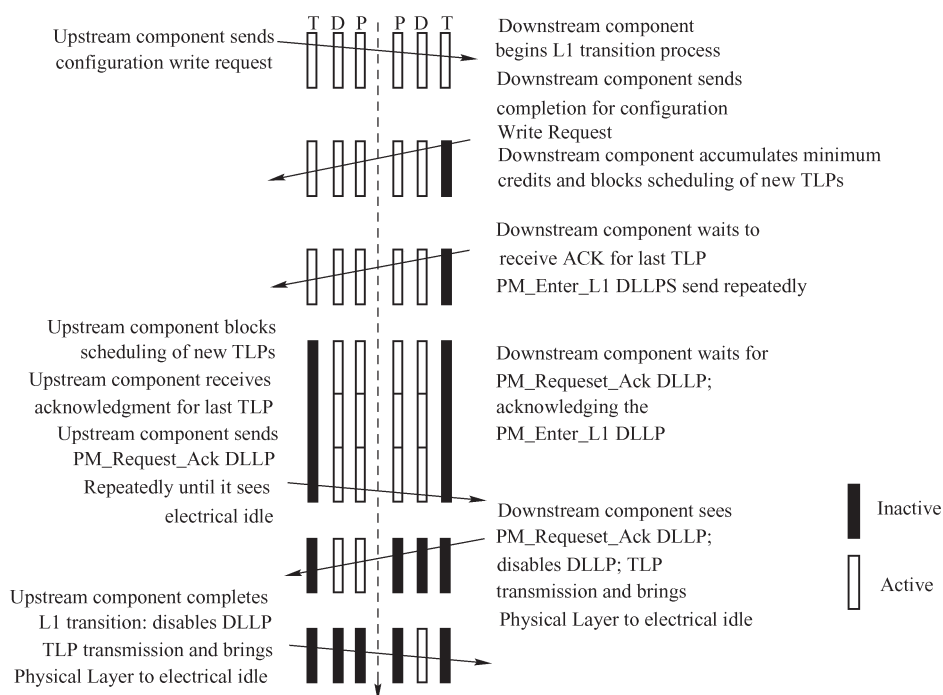 T D P P D T
Upstream component sends
configuration write request
Downstream component
begins L1 transition process
Downstream component sends
completion for configuration
Write Request
Downstream component accumulates minimum
credits and blocks scheduling of new TLPs
Downstream component waits to
receive ACK for last TLP
PM_Enter_L1 DLLPS send repeatedly
Upstream component blocks
scheduling of new TLPs
Upstream component receives
acknowledgment for last TLP
Upstream component sends
PM_Request_Ack DLLP
Repeatedly until it sees
electrical idle
Downstream component waits for
PM_Requeset_Ack DLLP;
acknowledging the
PM_Enter_L1 DLLP
Downstream component sees
PM_Requeset_Ack DLLP;
disables DLLP; TLP
transmission and brings
Physical Layer to electrical idle
Upstream component completes
L1 transition: disables DLLP
TLP transmission and brings
Physical Layer to electrical idle
Inactive
Active